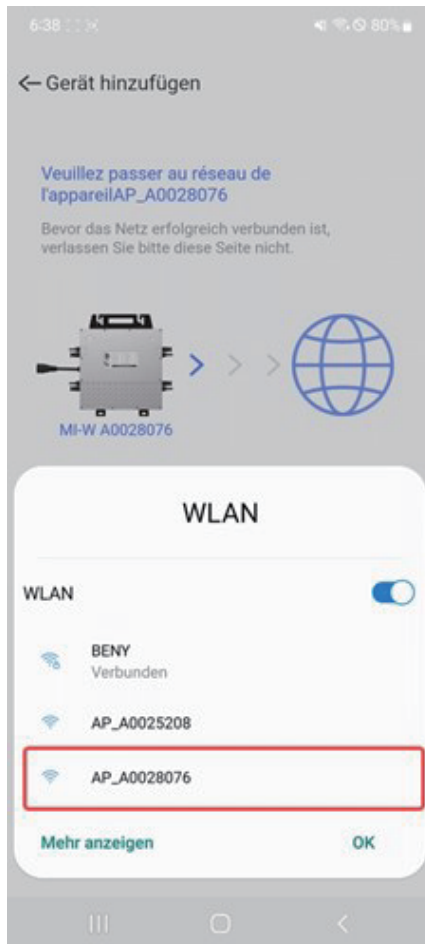 6:38
80%
Gerät hinzufügen
Veuillez passer au réseau de
l'appareilAP_A0028076
Bevor das Netz erfolgreich verbunden ist,
verlassen Sie bitte diese Seite nicht.
MI-W A0028076
WLAN
WLAN
BENY
Verbunden
AP_A0025208
AP_A0028076
Mehr anzeigen
OK